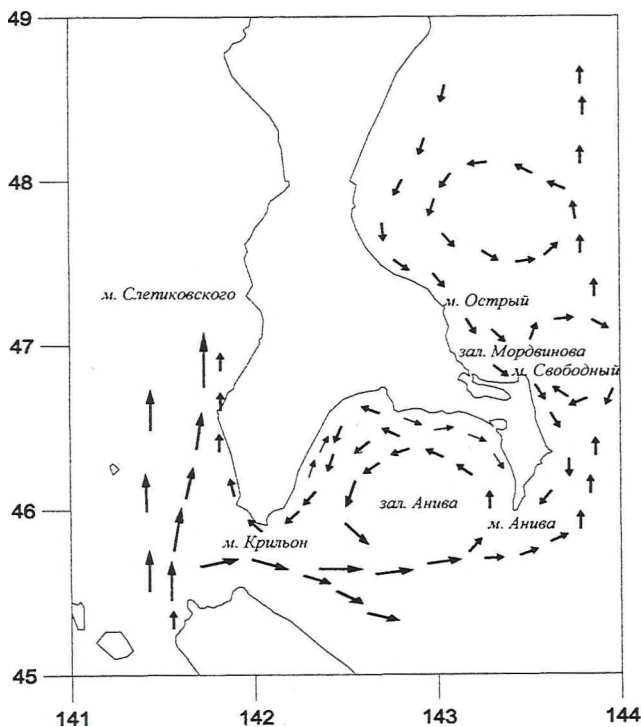 49
48
м. Слепиковского
м. Острый
47
зал. Мордвинова
м. Свободный
46
зал. Анива
м. Анива
м. Крильон
45
141
142
143
144